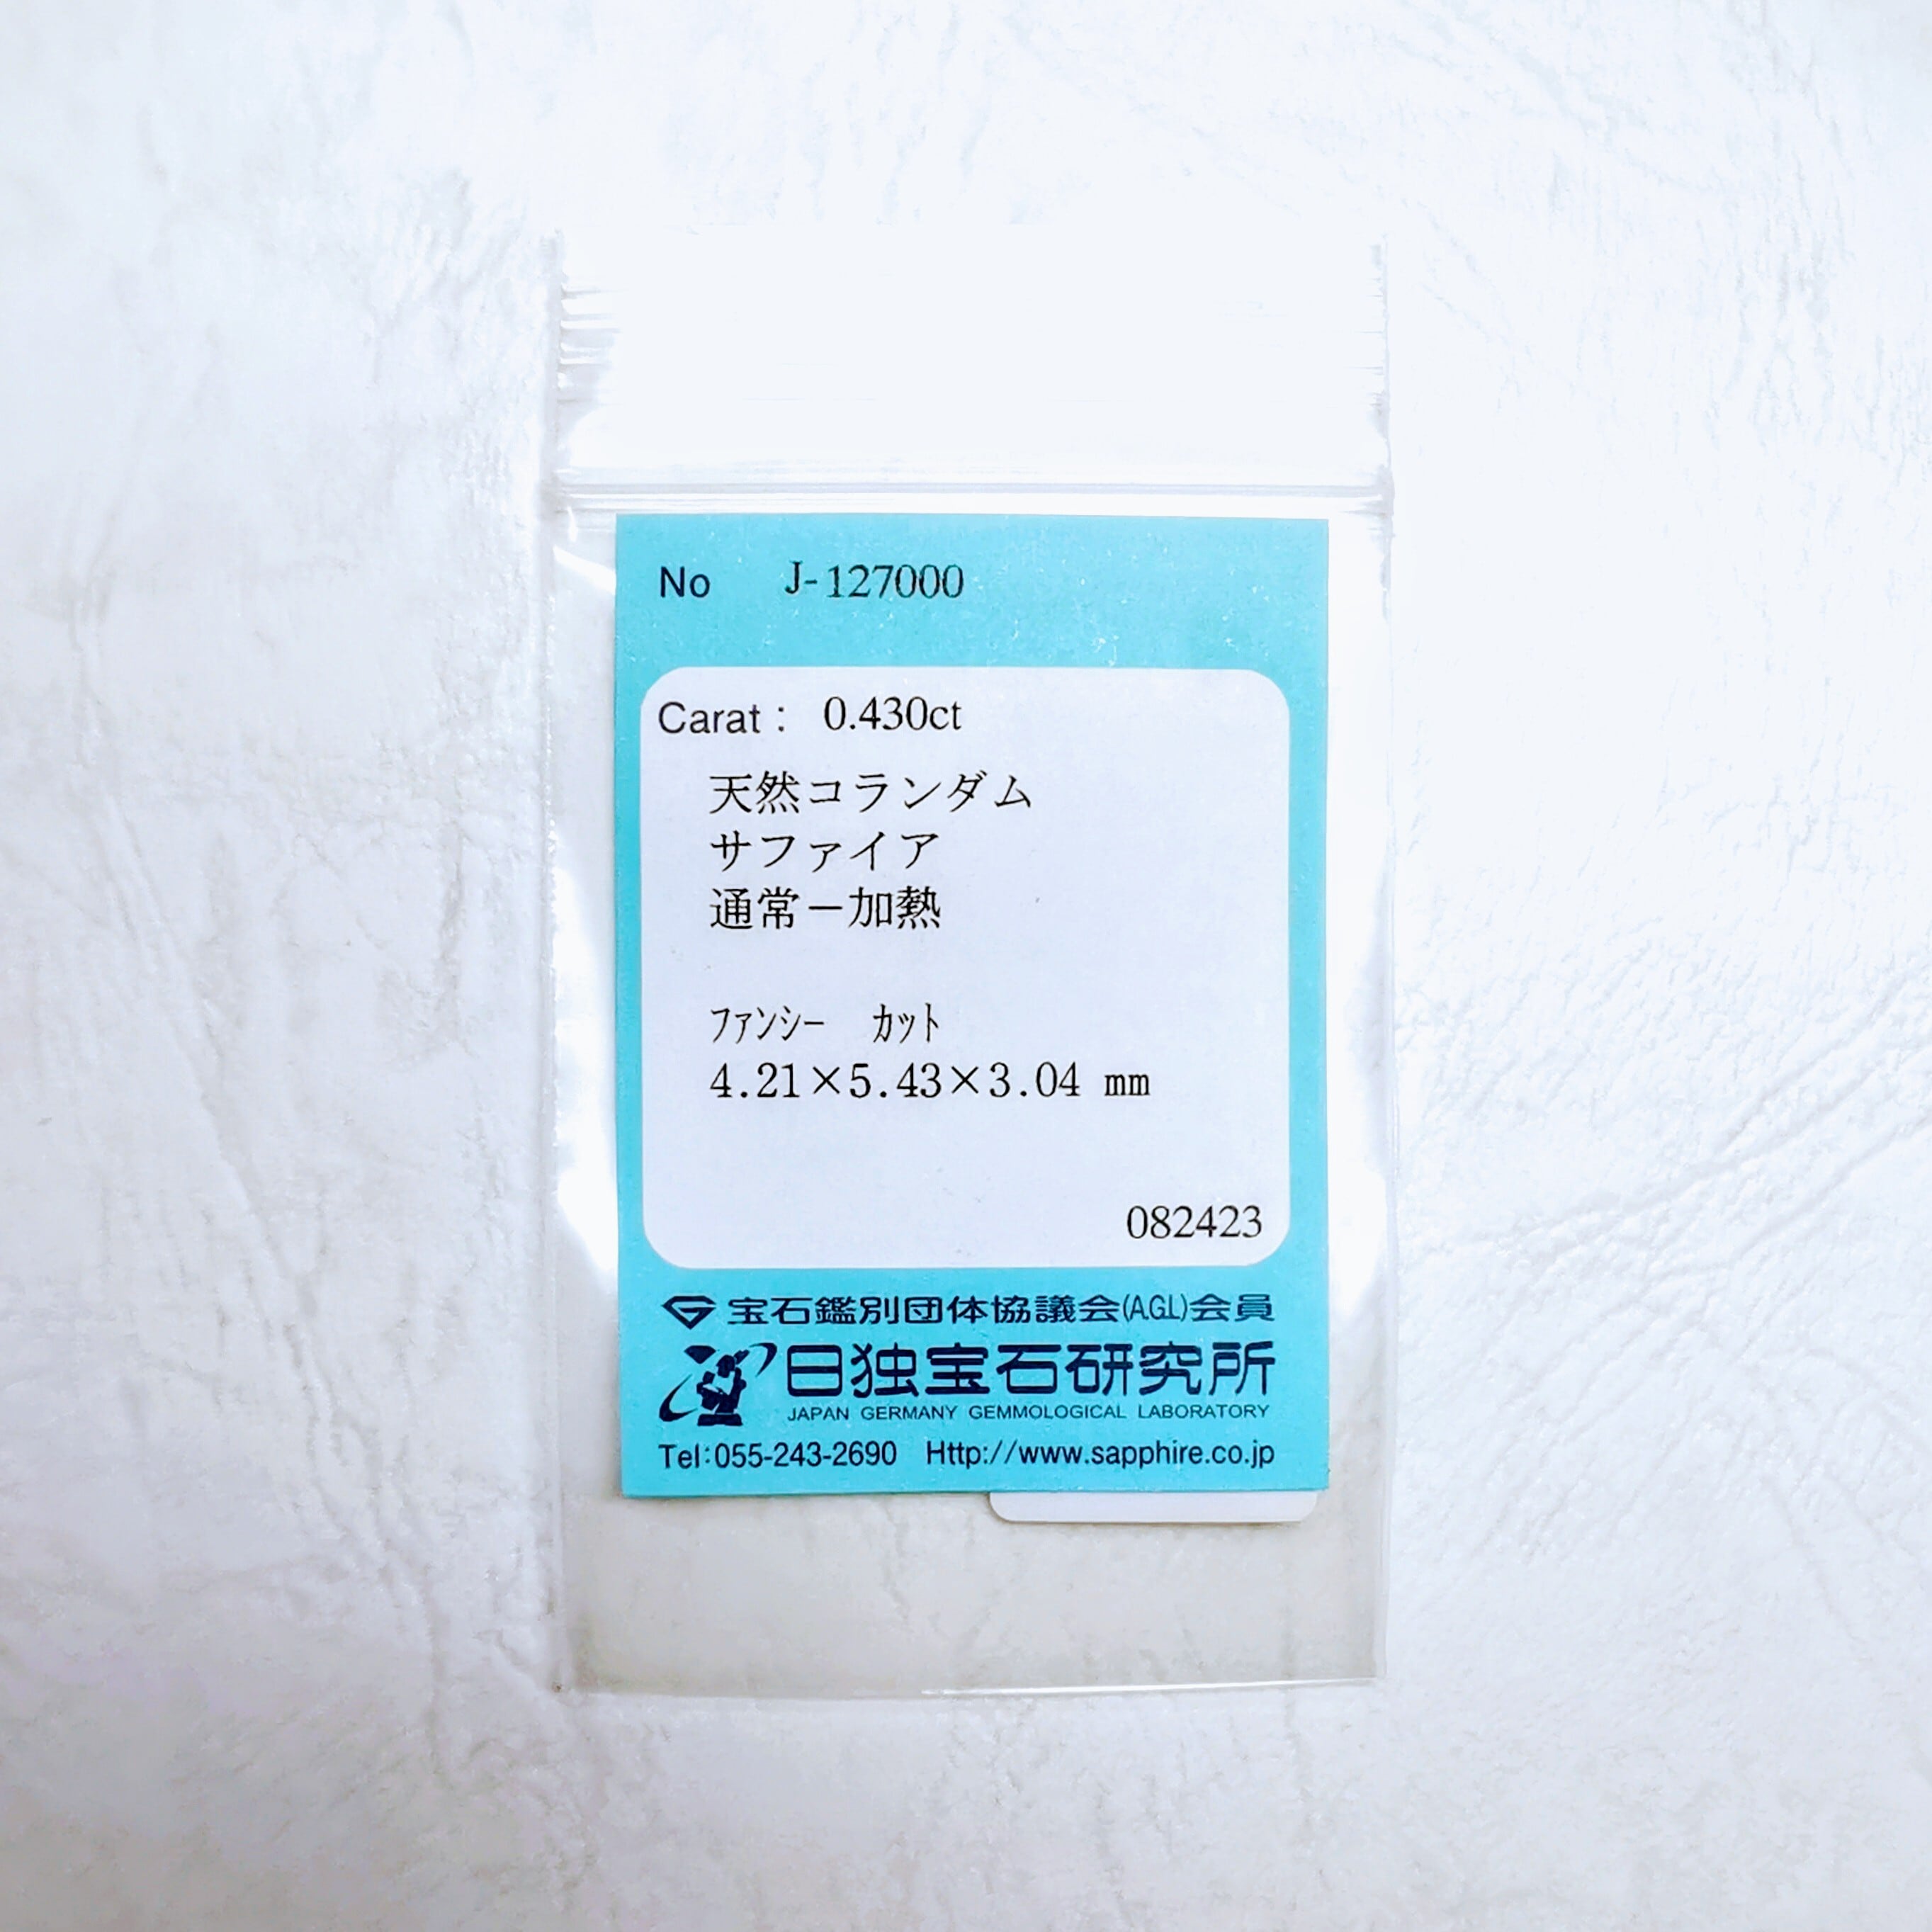 No J-127000
Carat : 0.430ct
天然コランダム
サファイア
通常－加熱
ファンシー カット
4.21×5.43×3.04 mm
082423
宝石鑑別団体協議会(AGL)会員
日独宝石研究所
JAPAN GERMANY GEMMOLOGICAL LABORATORY
Tel:055-243-2690 Http://www.sapphire.co.jp